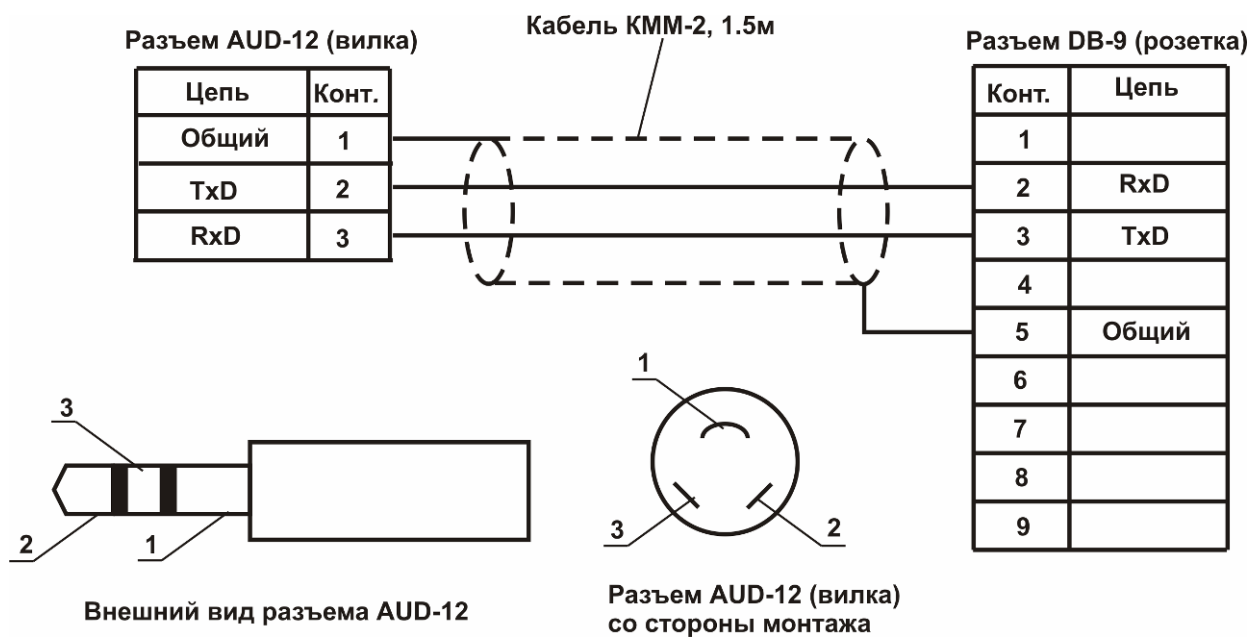 Кабель КММ-2, 1.5м
Разъем AUD-12 (вилка)
Разъем DB-9 (розетка)
Цепь Конт.
Общий 1
TxD 2
RxD 3
Конт. Цепь
1
2 RxD
3 TxD
4
5 Общий
6
7
8
9
3
2
1
Внешний вид разъема AUD-12
1
3
2
Разъем AUD-12 (вилка)
со стороны монтажа